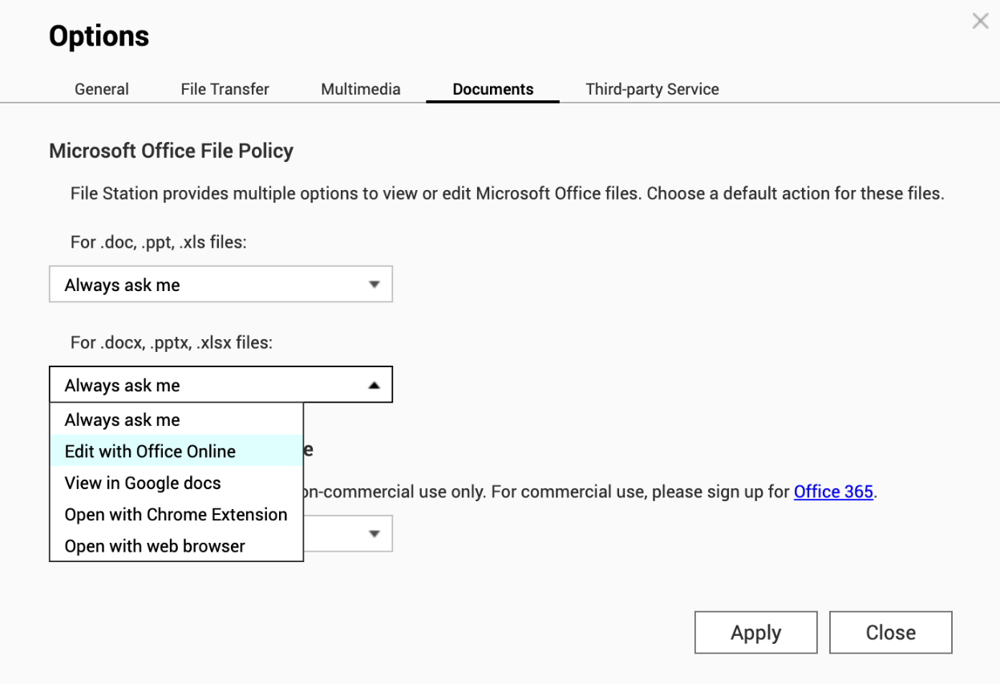 Options
General
File Transfer
Multimedia
Documents
Third-party Service
Microsoft Office File Policy
File Station provides multiple options to view or edit Microsoft Office files. Choose a default action for these files.
For .doc, .ppt, .xls files:
Always ask me
For .docx, .pptx, .xlsx files:
Always ask me
Always ask me
Edit with Office Online
View in Google docs
Open with Chrome Extension
Open with web browser
commercial use only. For commercial use, please sign up for Office 365.
Apply
Close